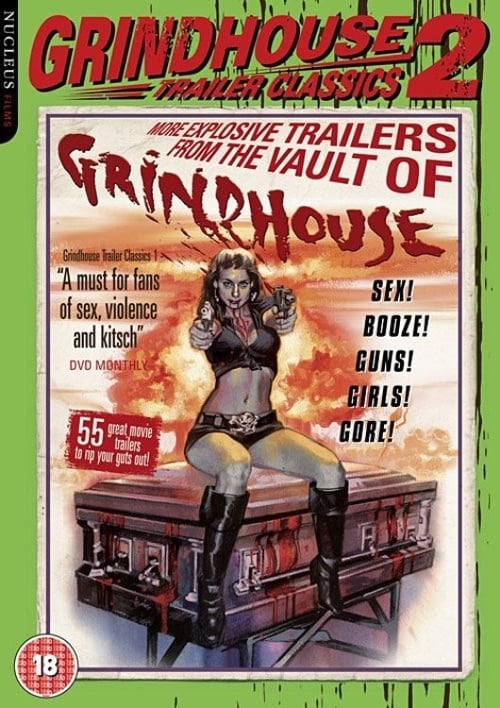 NUCLEUS FILMS
GRINDHOUSE 2
TRAILER CLASSICS
MORE EXPLOSIVE TRAILERS
FROM THE VAULT OF
GRINDHOUSE
Grindhouse Trailer Classics 1
"A must for fans
of sex, violence
and kitsch"
DVD MONTHLY
SEX!
BOOZE!
GUNS!
GIRLS!
GORE!
55 great movie
trailers
to rip your guts out!
18